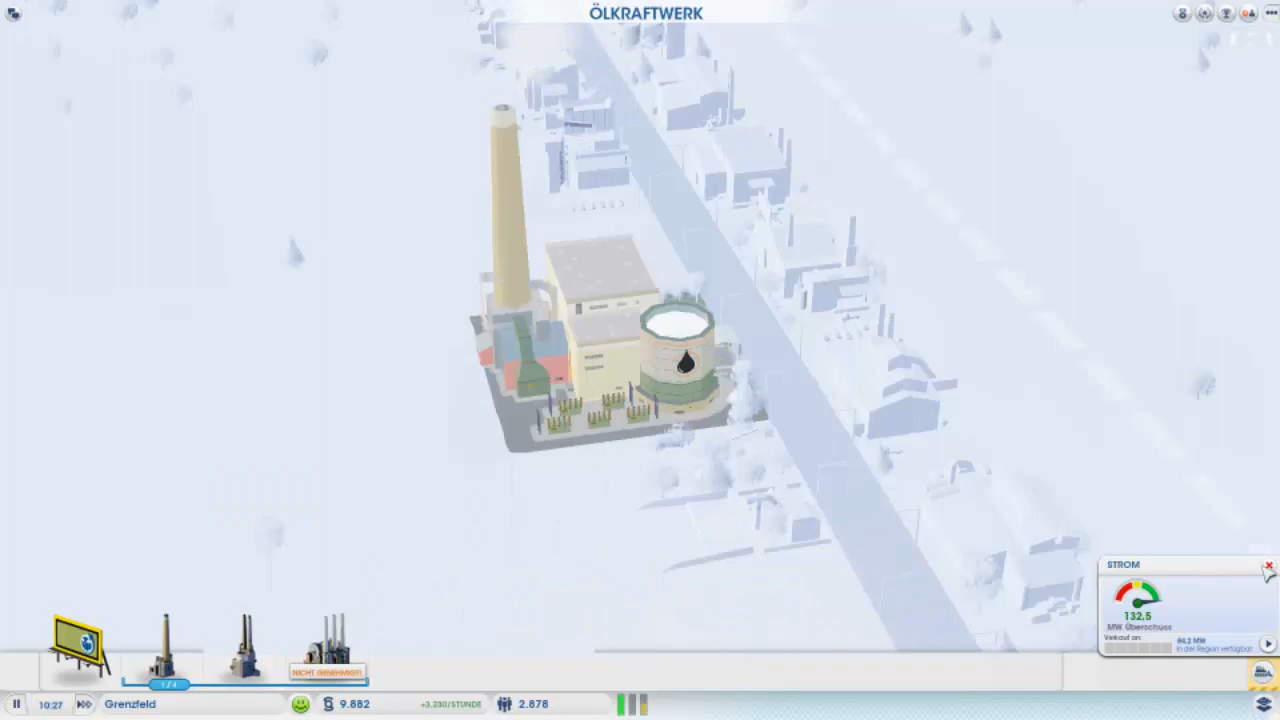 ÖLKRAFTWERK
STROM
132,5
MW Überschuss
Verkauf an:
84,2 MW
in der Region verfügbar
NICHT GENEHMIGT!
1 / 4
10:27
Grenzfeld
9.882
+3.230/STUNDE
2.878